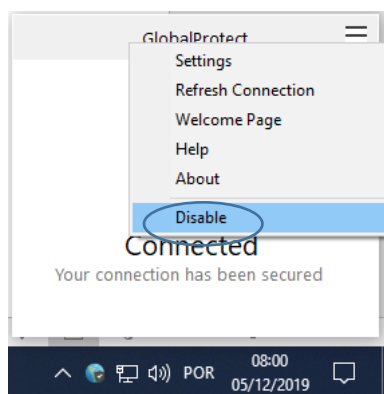 GlobalProtect
Settings
Refresh Connection
Welcome Page
Help
About
Disable
Connected
Your connection has been secured
POR
08:00
05/12/2019